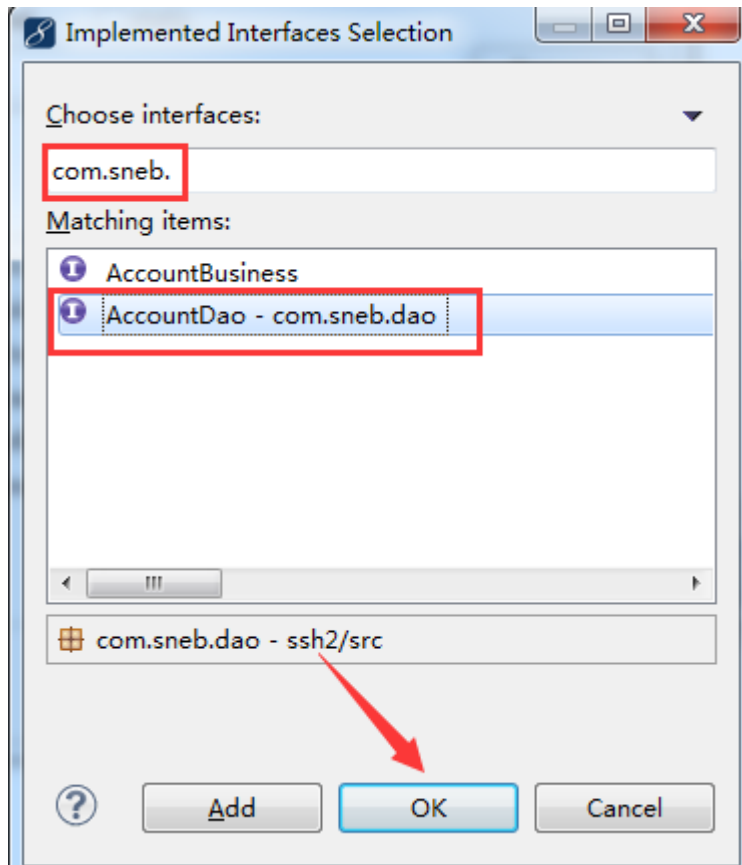 Implemented Interfaces Selection
Choose interfaces:
com.sneb.
Matching items:
AccountBusiness
AccountDao - com.sneb.dao
com.sneb.dao - ssh2/src
Add OK Cancel